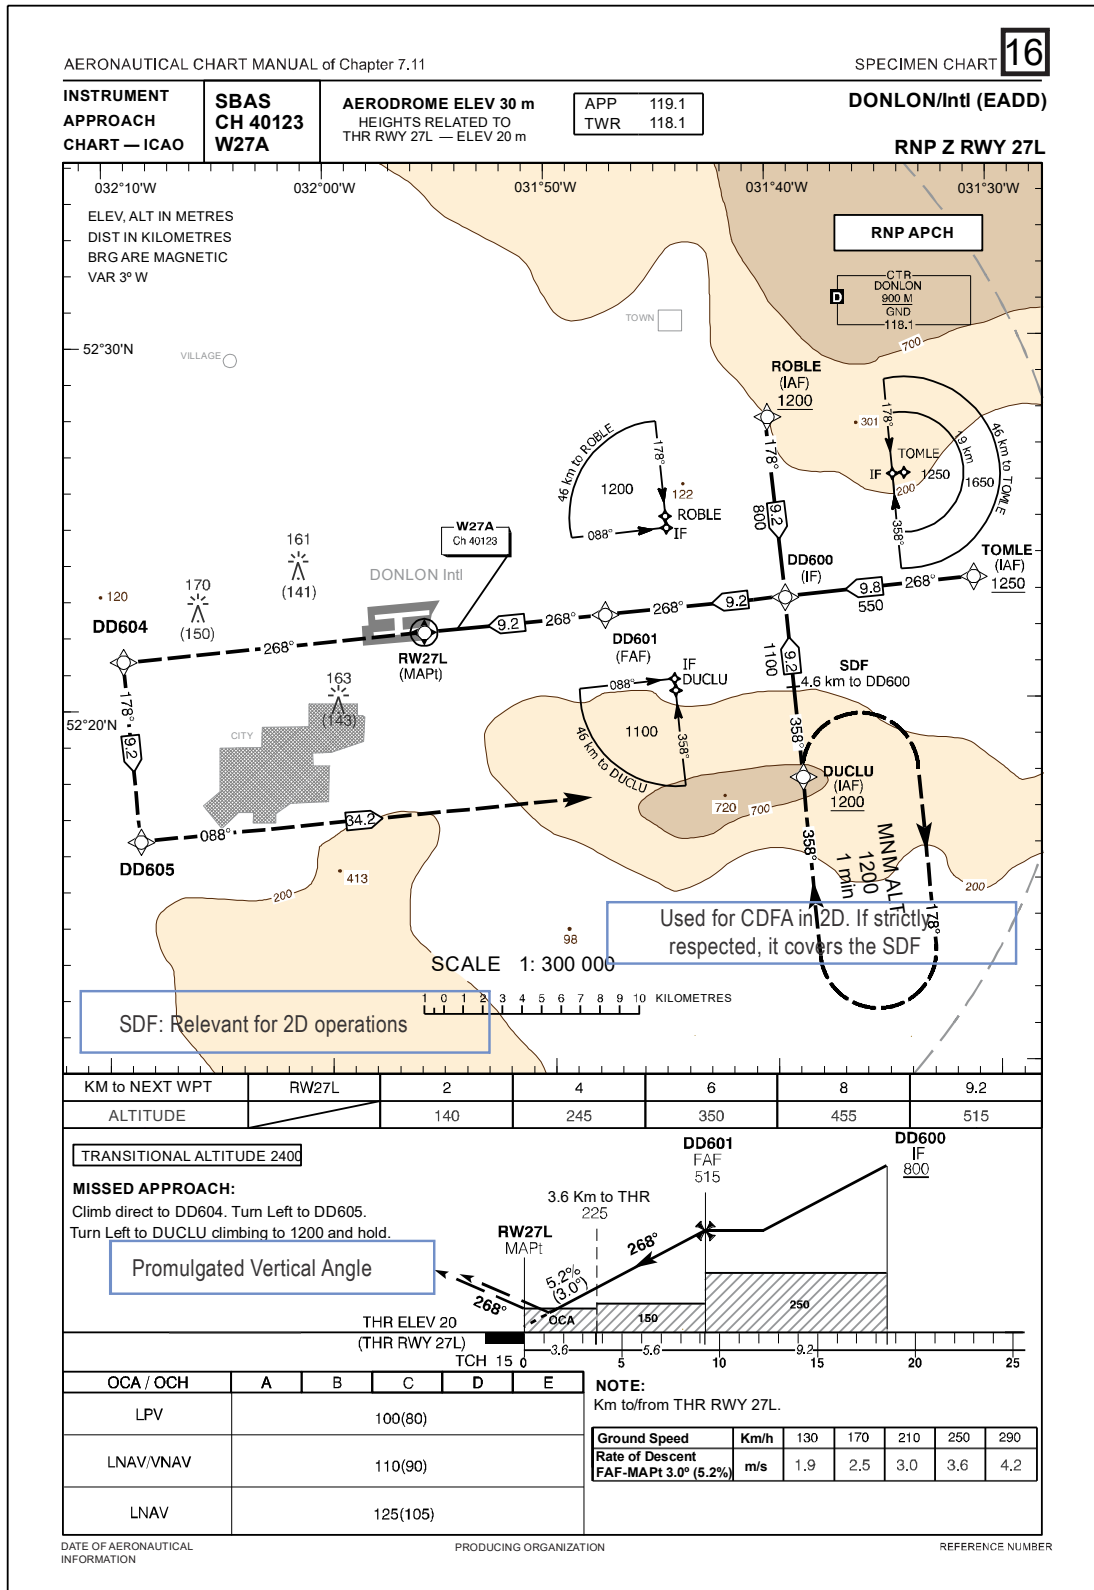 AERONAUTICAL CHART MANUAL of Chapter 7.11
SPECIMEN CHART 16
INSTRUMENT
APPROACH
CHART — ICAO
SBAS
CH 40123
W27A
AERODROME ELEV 30 m
HEIGHTS RELATED TO
THR RWY 27L — ELEV 20 m
APP 119.1
TWR 118.1
DONLON/Intl (EADD)
RNP Z RWY 27L
032°10'W
032°00'W
031°50'W
031°40'W
031°30'W
ELEV, ALT IN METRES
DIST IN KILOMETRES
BRG ARE MAGNETIC
VAR 3º W
RNP APCH
CTR
DONLON
900 M
GND
118.1
D
700
TOWN
52°30'N
VILLAGE
ROBLE
(IAF)
1200
178°
9.2
800
301
178°
TOMLE
IF
1250
1650
19 km
46 km to TOMLE
200
358°
46 km to ROBLE
178°
1200
122
ROBLE
088°
IF
W27A
Ch 40123
161
(141)
170
(150)
120
DONLON Intl
DD600
(IF)
TOMLE
(IAF)
1250
268°
9.8
550
9.2
268°
268°
9.2
DD604
268°
RW27L
(MAPt)
DD601
(FAF)
1100
9.2
SDF
4.6 km to DD600
IF
DUCLU
088°
1100
358°
46 km to DUCLU
163
(143)
178°
9.2
52°20'N
CITY
358°
DUCLU
(IAF)
1200
720
700
34.2
088°
DD605
358°
MNM ALT
1200
1 min
178°
413
200
200
98
Used for CDFA in 2D. If strictly
respected, it covers the SDF
SCALE 1: 300 000
1 0 1 2 3 4 5 6 7 8 9 10 KILOMETRES
SDF: Relevant for 2D operations
KM to NEXT WPT RW27L 2 4 6 8 9.2
ALTITUDE 140 245 350 455 515
TRANSITIONAL ALTITUDE 2400
MISSED APPROACH:
Climb direct to DD604. Turn Left to DD605.
Turn Left to DUCLU climbing to 1200 and hold.
Promulgated Vertical Angle
DD601
FAF
515
DD600
IF
800
3.6 Km to THR
225
RW27L
MAPt
268°
5.2%
(3.0°)
268°
OCA
150
250
THR ELEV 20
(THR RWY 27L)
3.6
5.6
9.2
TCH 15 0 5 10 15 20 25
OCA / OCH A B C D E
LPV 100(80)
LNAV/VNAV 110(90)
LNAV 125(105)
NOTE:
Km to/from THR RWY 27L.
Ground Speed Km/h 130 170 210 250 290
Rate of Descent
FAF-MAPt 3.0º (5.2%) m/s 1.9 2.5 3.0 3.6 4.2
DATE OF AERONAUTICAL
INFORMATION
PRODUCING ORGANIZATION
REFERENCE NUMBER